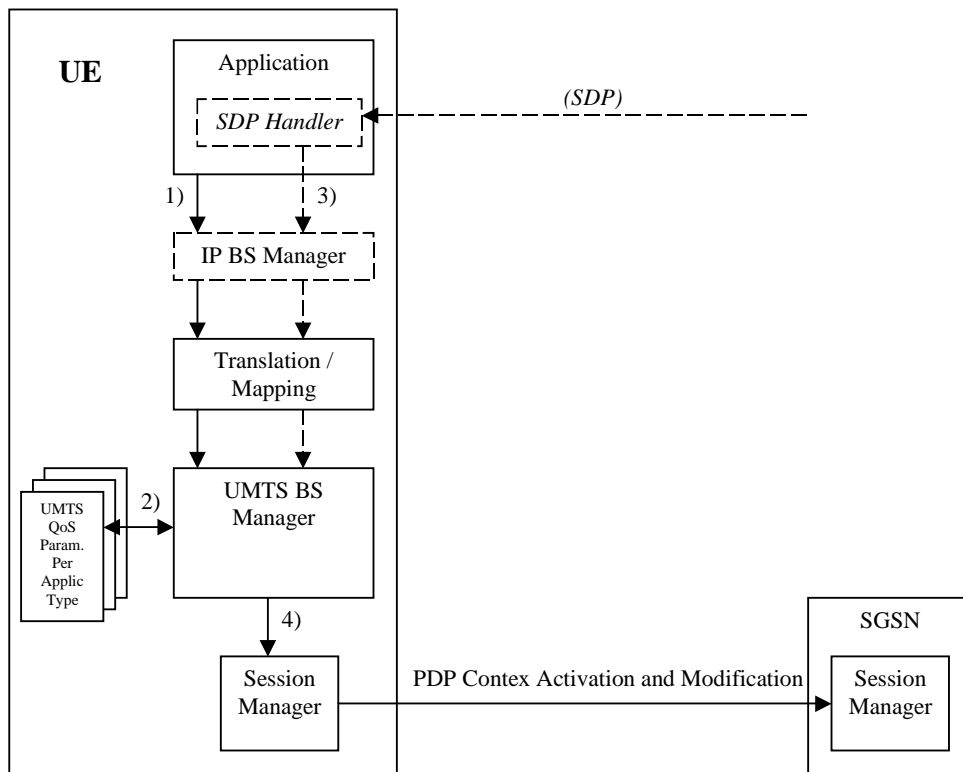 UE
Application
SDP Handler
(SDP)
1)
3)
IP BS Manager
Translation /
Mapping
UMTS BS
Manager
2)
UMTS
QoS
Param.
Per
Applic
Type
4)
SGSN
Session
Manager
PDP Contex Activation and Modification
Session
Manager